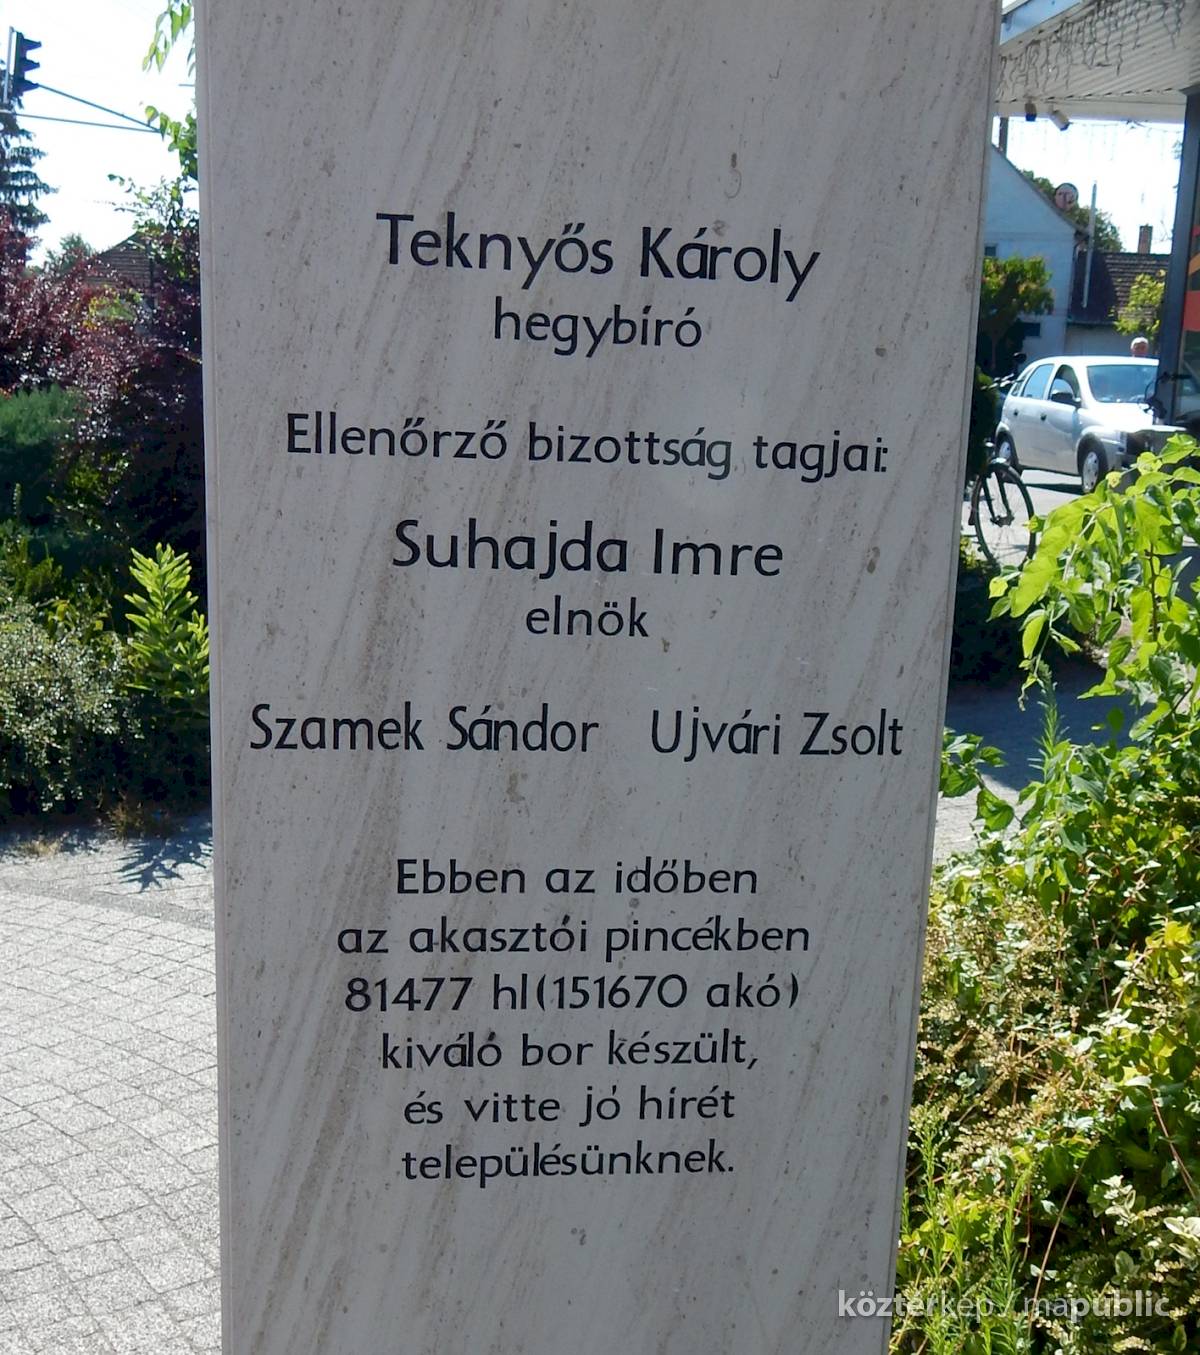 Teknyős Károly
hegybíró
Ellenőrző bizottság tagjai:
Suhajda Imre
elnök
Szamek Sándor Ujvári Zsolt
Ebben az időben
az akasztói pincékben
81477 hl (151670 akó)
kiváló bor készült,
és vitte jó hírét
településünknek.
köztérkép / mapublic